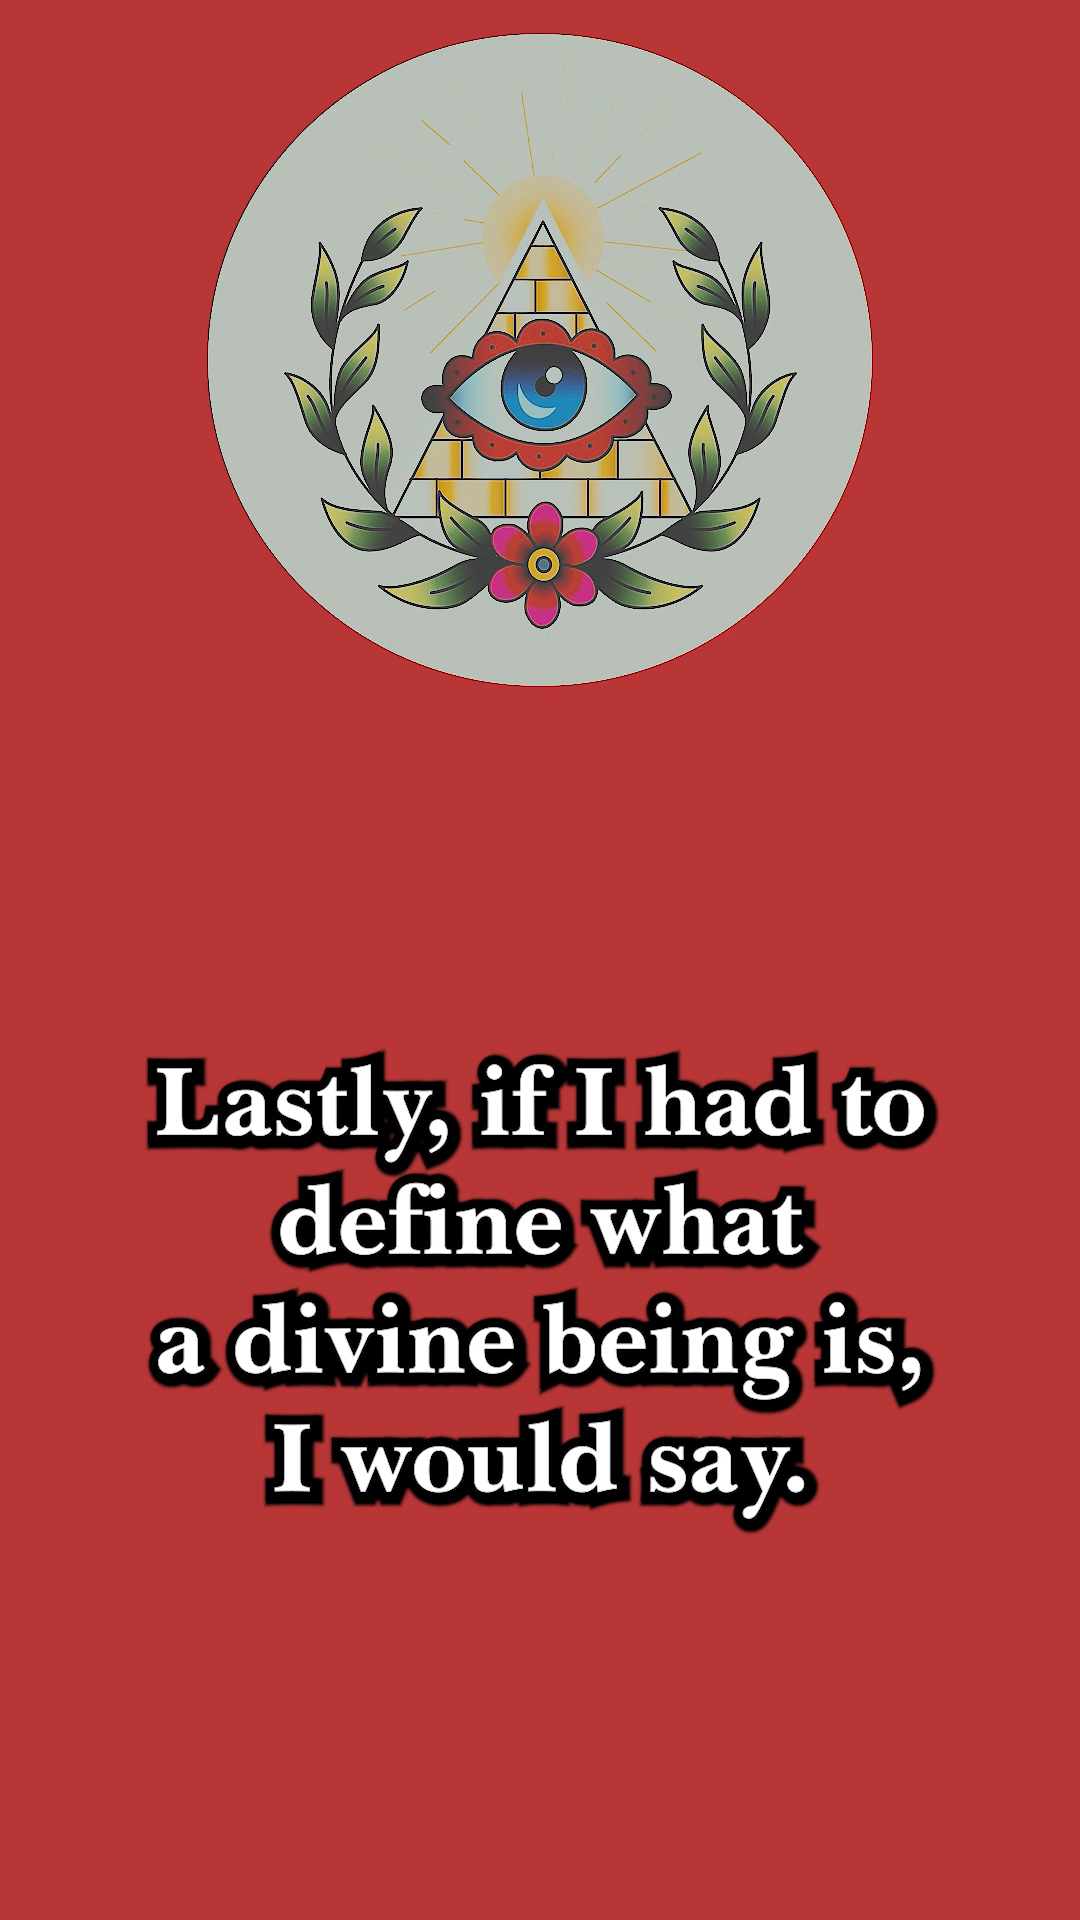 Lastly, if I had to
define what
a divine being is,
I would say.